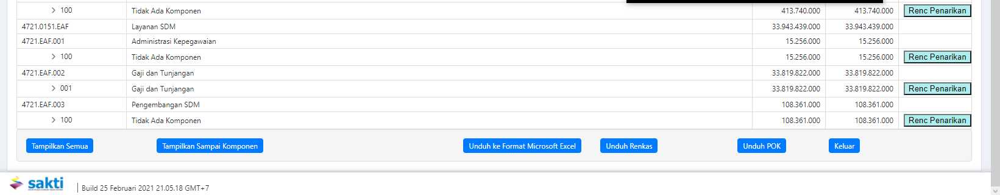 100 Tidak Ada Komponen 413.740.000 413.740.000 Renc Penarikan
4721.0151.EAF Layanan SDM 33.943.439.000 33.943.439.000
4721.EAF.001 Administrasi Kepegawaian 15.256.000 15.256.000
100 Tidak Ada Komponen 15.256.000 15.256.000 Renc Penarikan
4721.EAF.002 Gaji dan Tunjangan 33.819.822.000 33.819.822.000
001 Gaji dan Tunjangan 33.819.822.000 33.819.822.000 Renc Penarikan
4721.EAF.003 Pengembangan SDM 108.361.000 108.361.000
100 Tidak Ada Komponen 108.361.000 108.361.000 Renc Penarikan
Tampilkan Semua Tampilkan Sampai Komponen Unduh ke Format Microsoft Excel Unduh Renkas Unduh POK Keluar
sakti | Build 25 Februari 2021 21.05.18 GMT+7